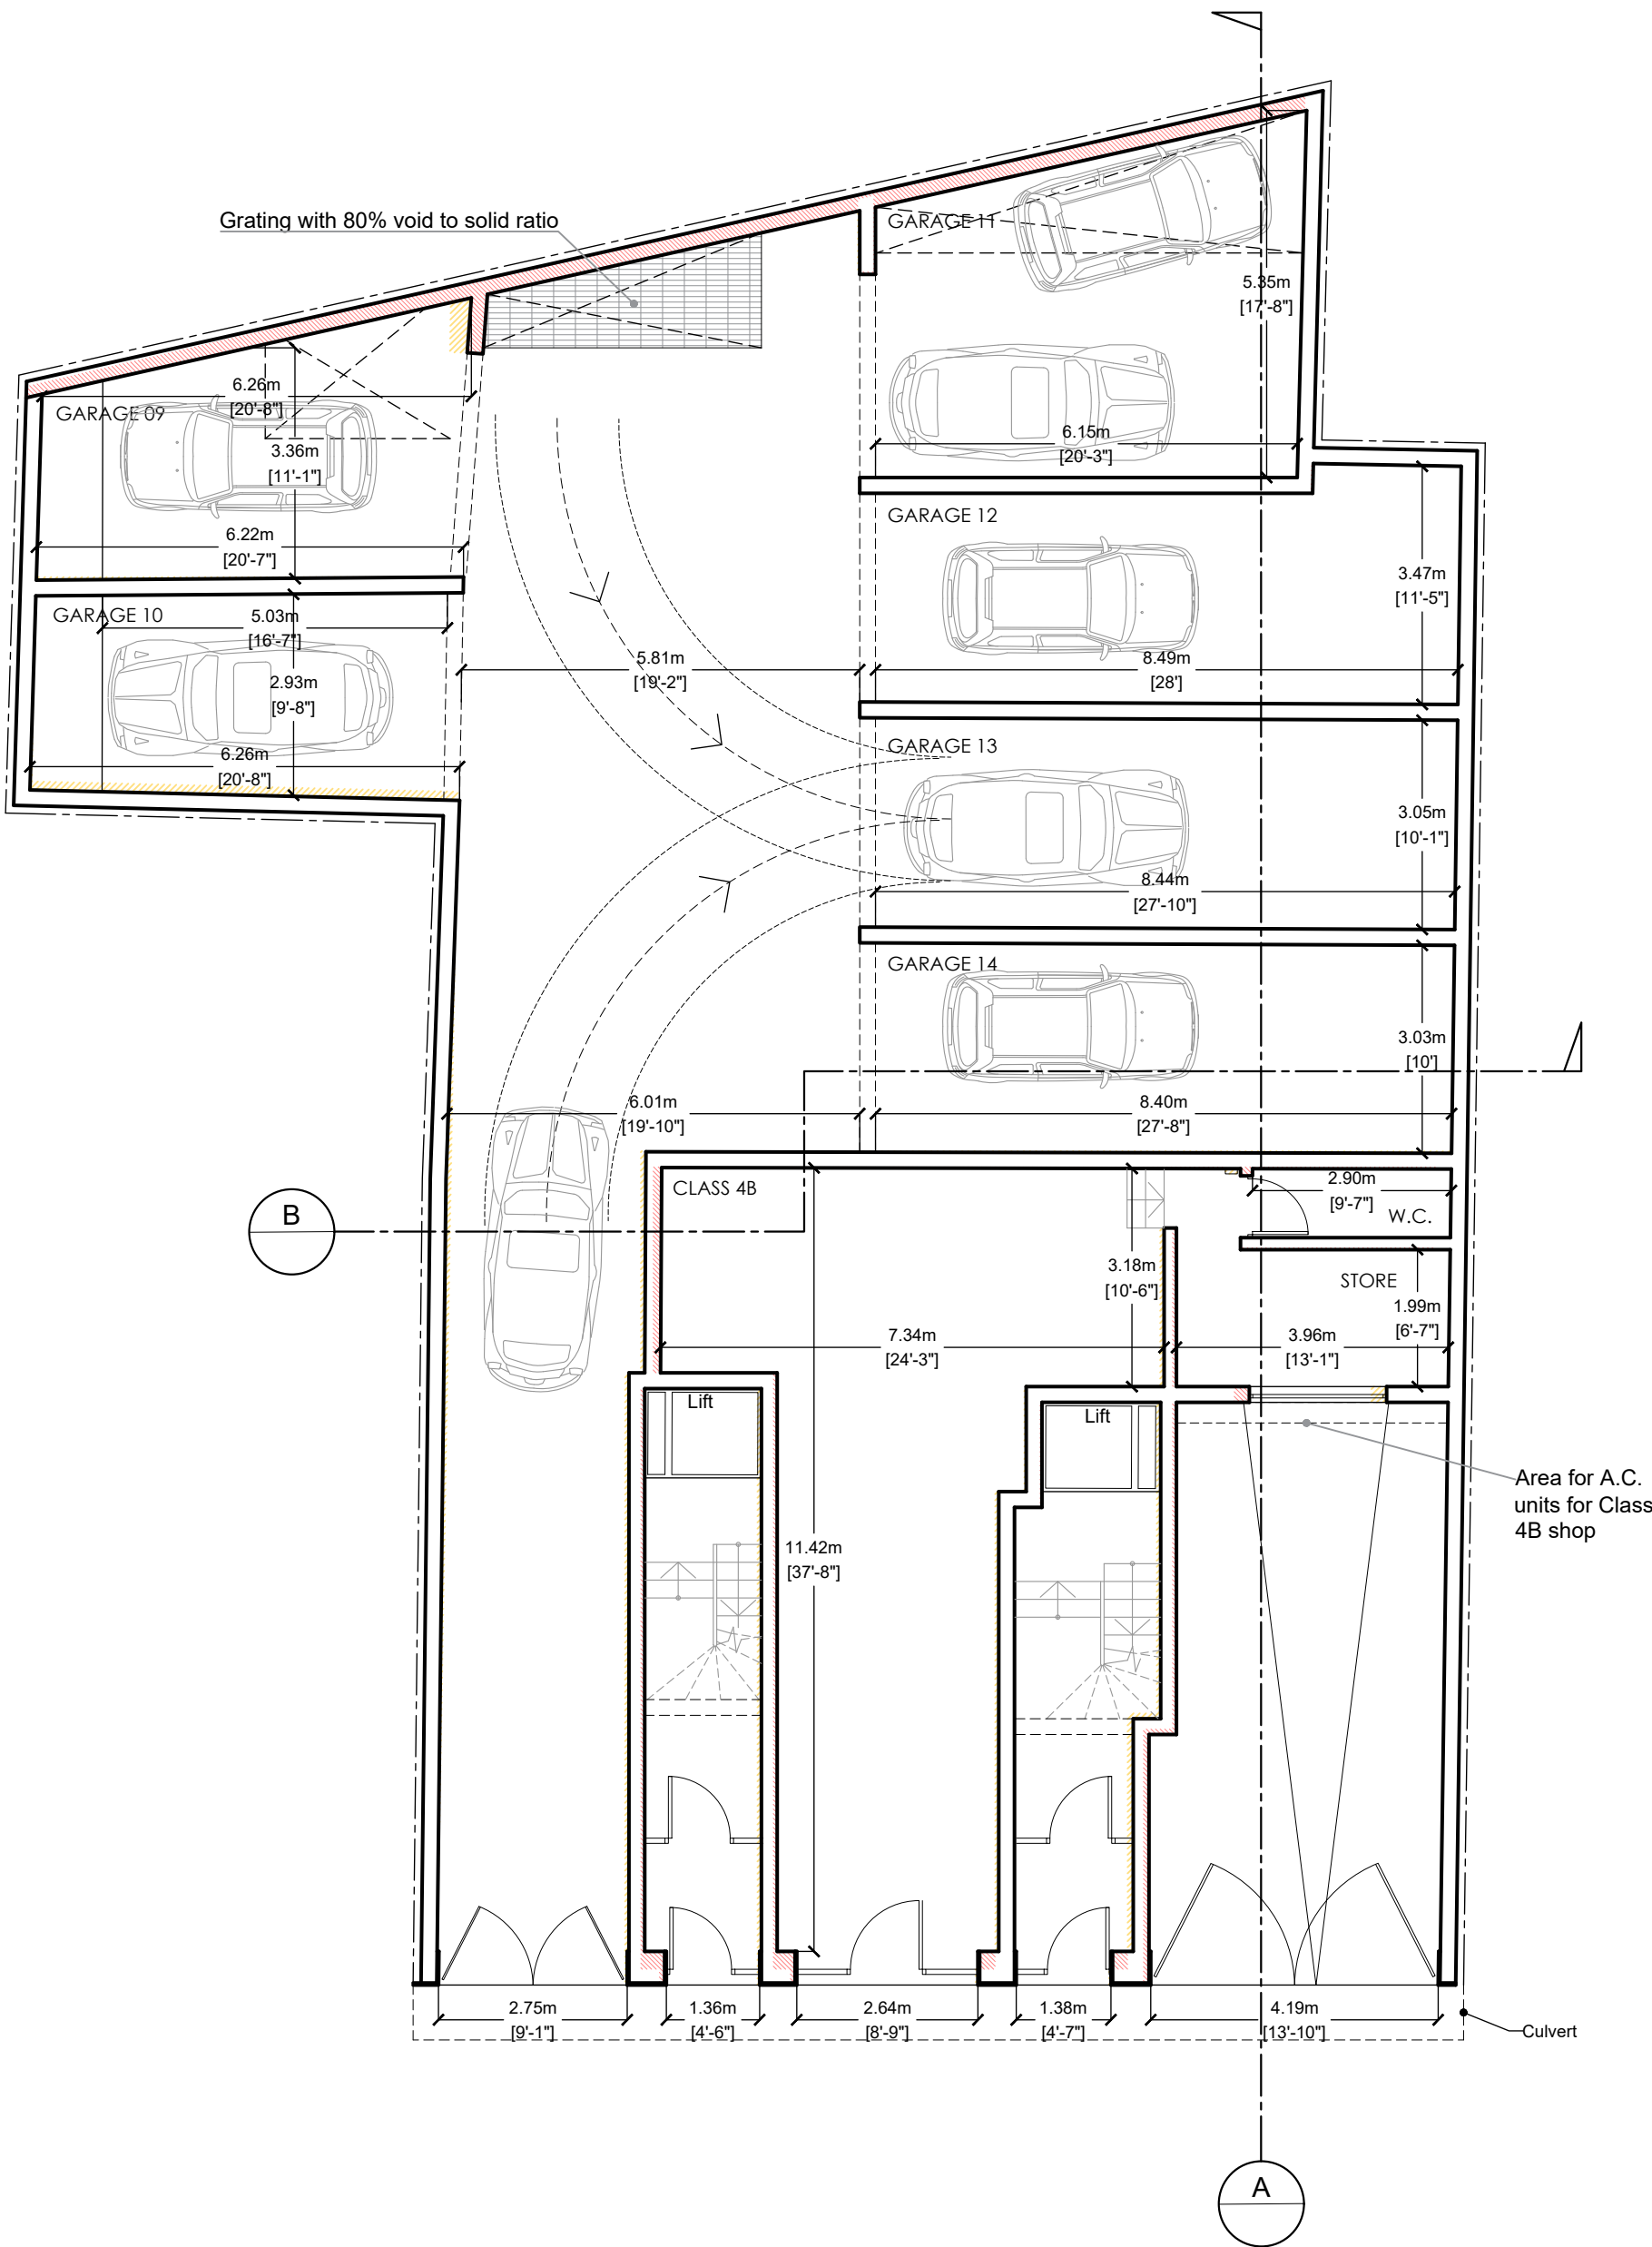 Grating with 80% void to solid ratio
GARAGE 11
5.35m
[17'-8"]
6.26m
[20'-8"]
GARAGE 09
3.36m
[11'-1"]
6.15m
[20'-3"]
GARAGE 12
6.22m
[20'-7"]
3.47m
[11'-5"]
GARAGE 10
5.03m
[16'-7"]
5.81m
[19'-2"]
8.49m
[28']
2.93m
[9'-8"]
GARAGE 13
6.26m
[20'-8"]
3.05m
[10'-1"]
8.44m
[27'-10"]
GARAGE 14
3.03m
[10']
6.01m
[19'-10"]
8.40m
[27'-8"]
CLASS 4B
2.90m
[9'-7"]
W.C.
B
3.18m
[10'-6"]
STORE
1.99m
[6'-7"]
7.34m
[24'-3"]
3.96m
[13'-1"]
Lift
Lift
Area for A.C.
units for Class
4B shop
11.42m
[37'-8"]
2.75m
[9'-1"]
1.36m
[4'-6"]
2.64m
[8'-9"]
1.38m
[4'-7"]
4.19m
[13'-10"]
Culvert
A